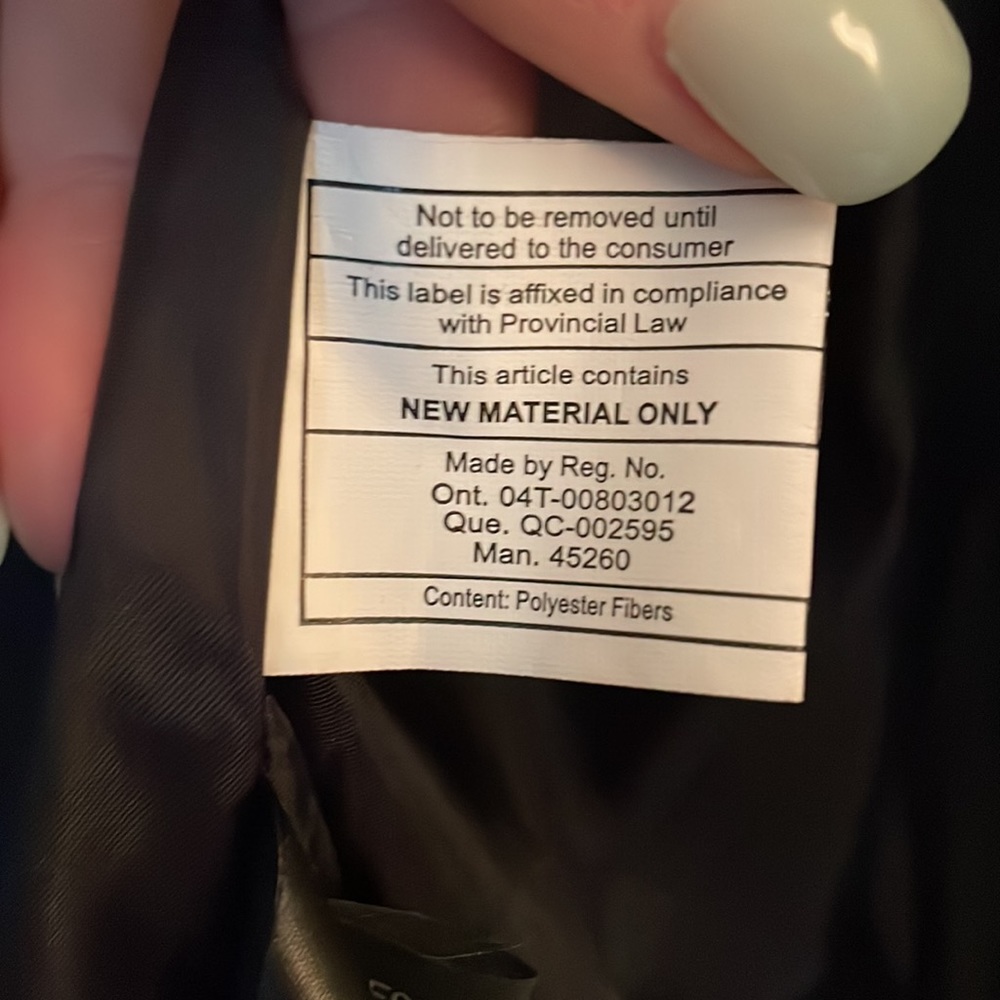 Not to be removed until
delivered to the consumer
This label is affixed in compliance
with Provincial Law
This article contains
NEW MATERIAL ONLY
Made by Reg. No.
Ont. 04T-00803012
Que. QC-002595
Man. 45260
Content: Polyester Fibers